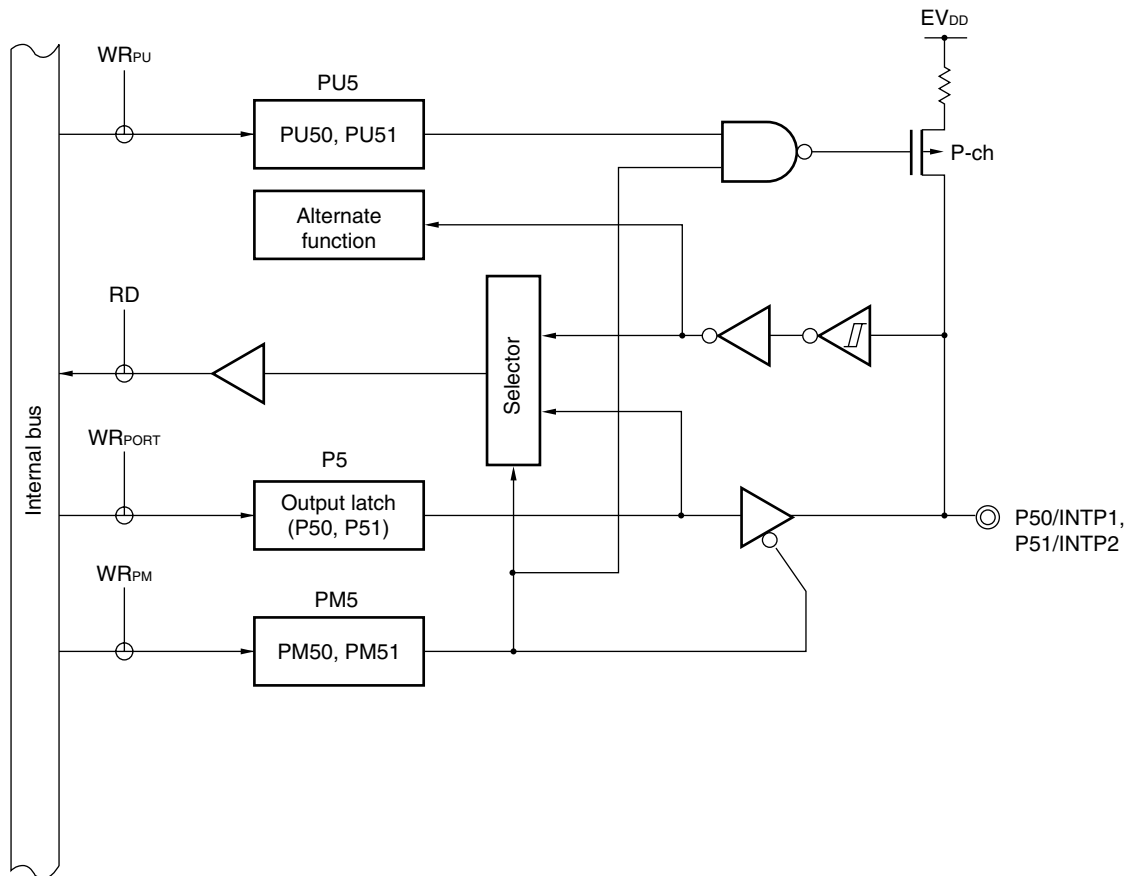 EVDD
WRPU
PU5
PU50, PU51
P-ch
Alternate
function
RD
Selector
Internal bus
WRPORT
P5
Output latch
(P50, P51)
P50/INTP1,
P51/INTP2
WRPM
PM5
PM50, PM51